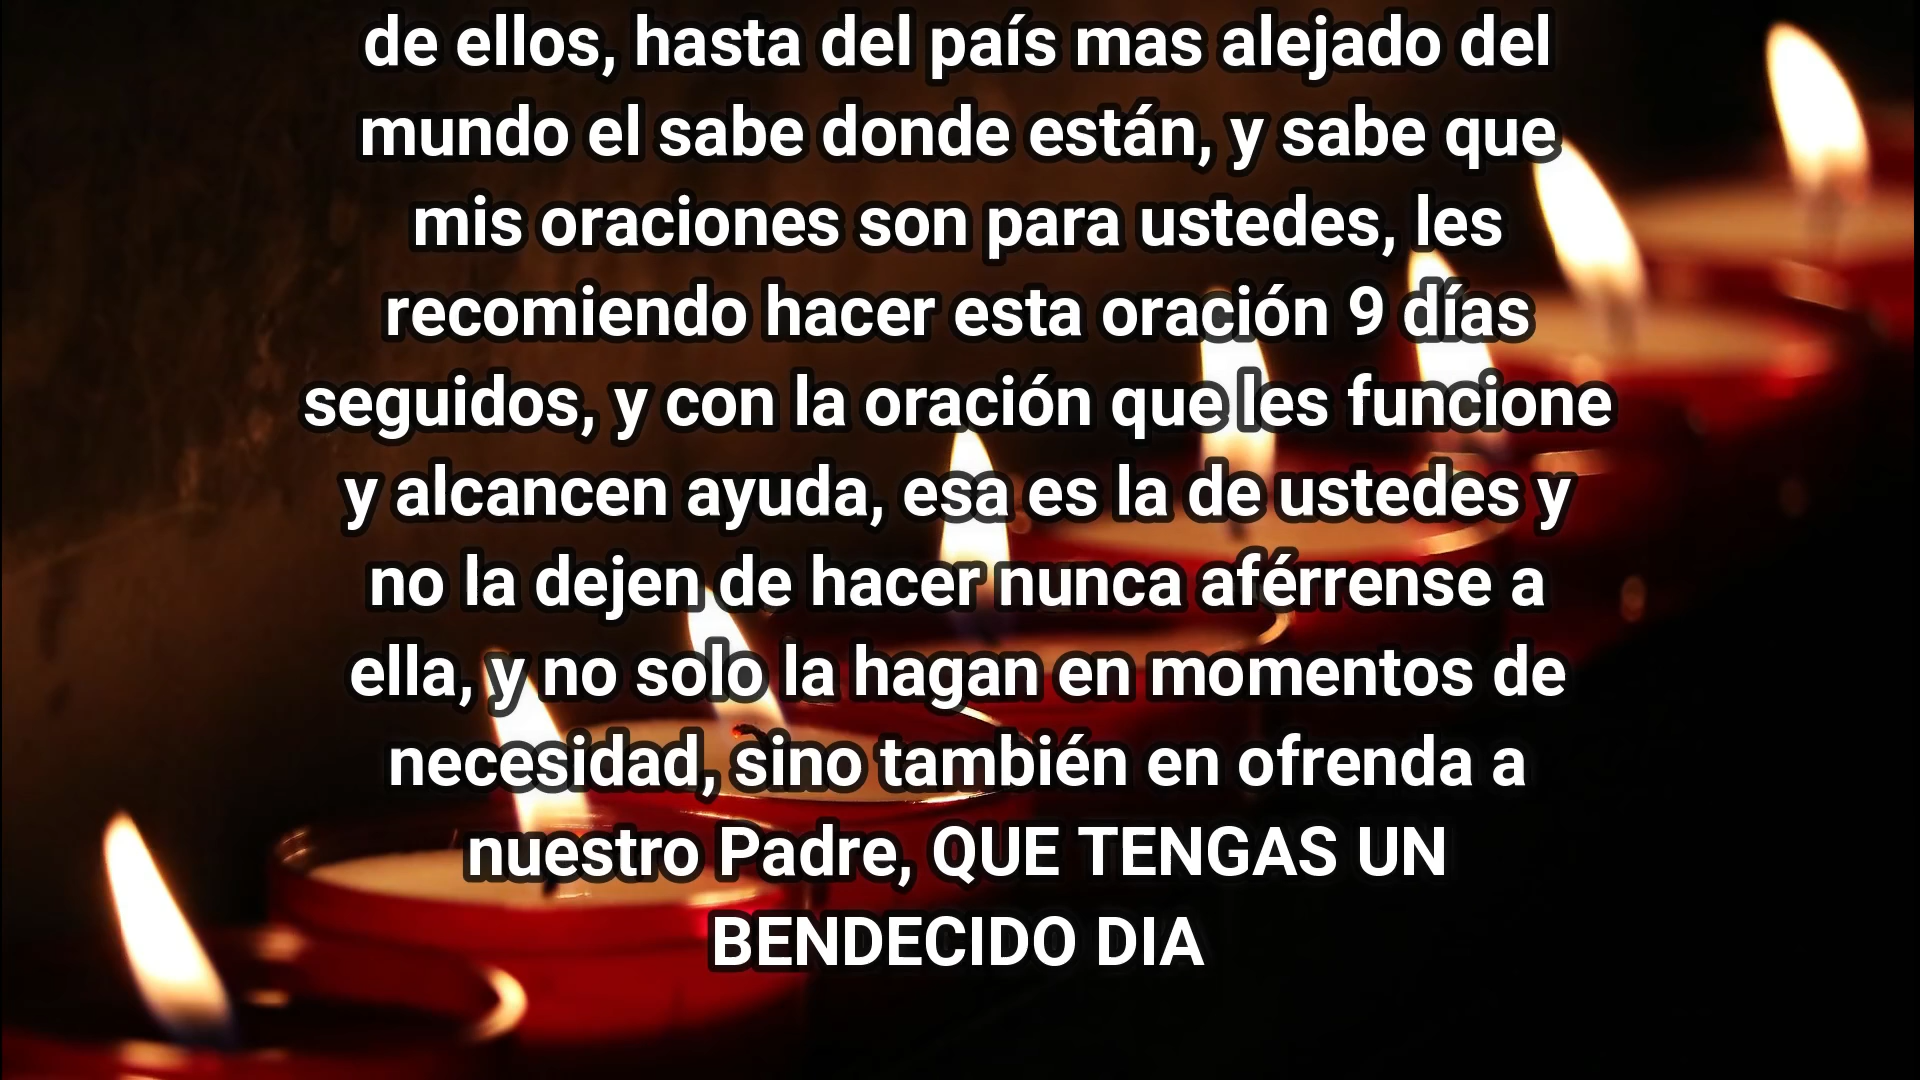 de ellos, hasta del país mas alejado del
mundo el sabe donde están, y sabe que
mis oraciones son para ustedes, les
recomiendo hacer esta oración 9 días
seguidos, y con la oración que les funcione
y alcancen ayuda, esa es la de ustedes y
no la dejen de hacer nunca aférrense a
ella, y no solo la hagan en momentos de
necesidad, sino también en ofrenda a
nuestro Padre, QUE TENGAS UN
BENDECIDO DIA